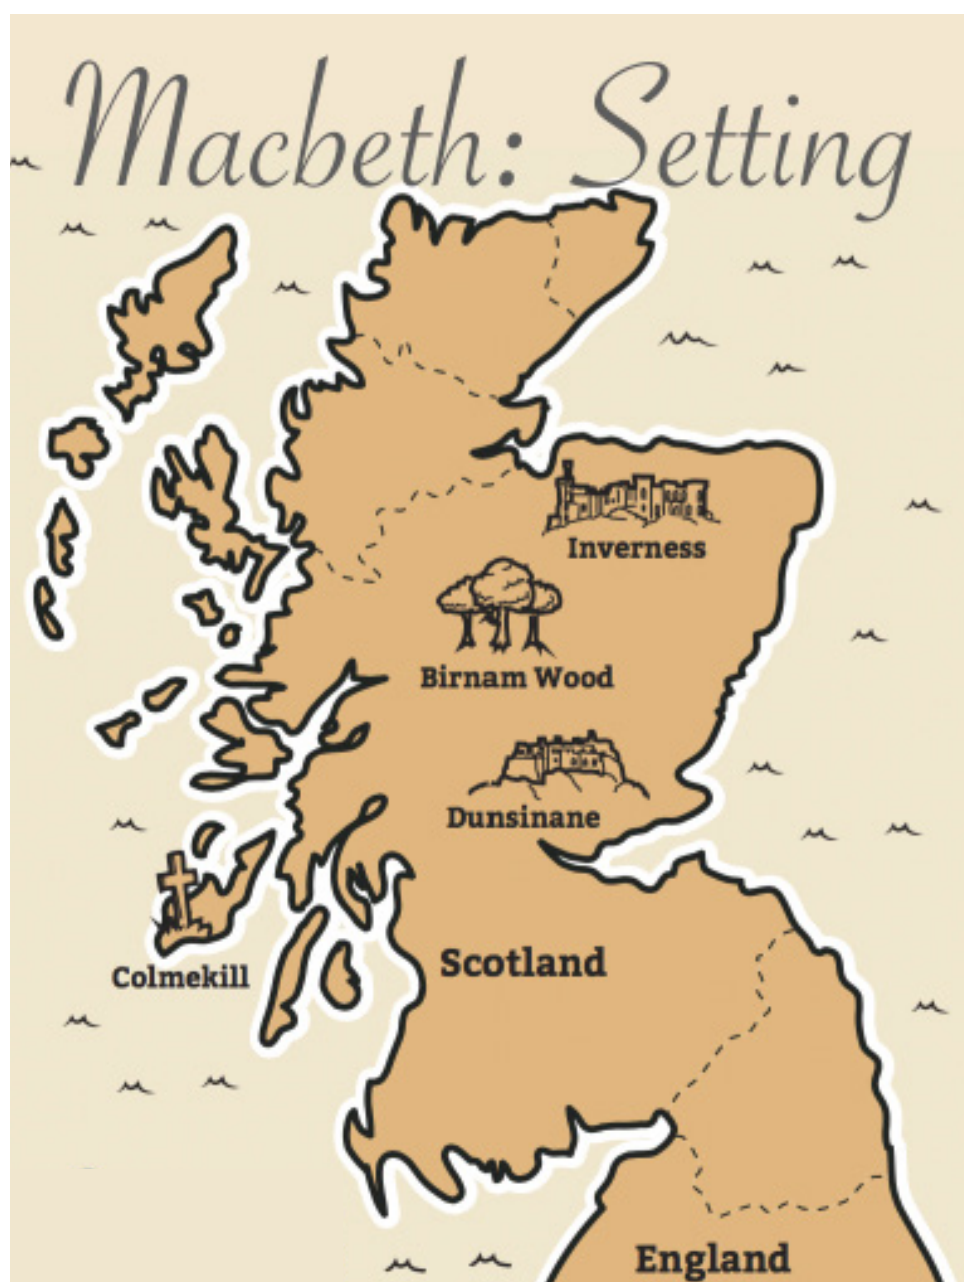 Macbeth: Setting
Inverness
Birnam Wood
Dunsinane
Scotland
Colmekill
England